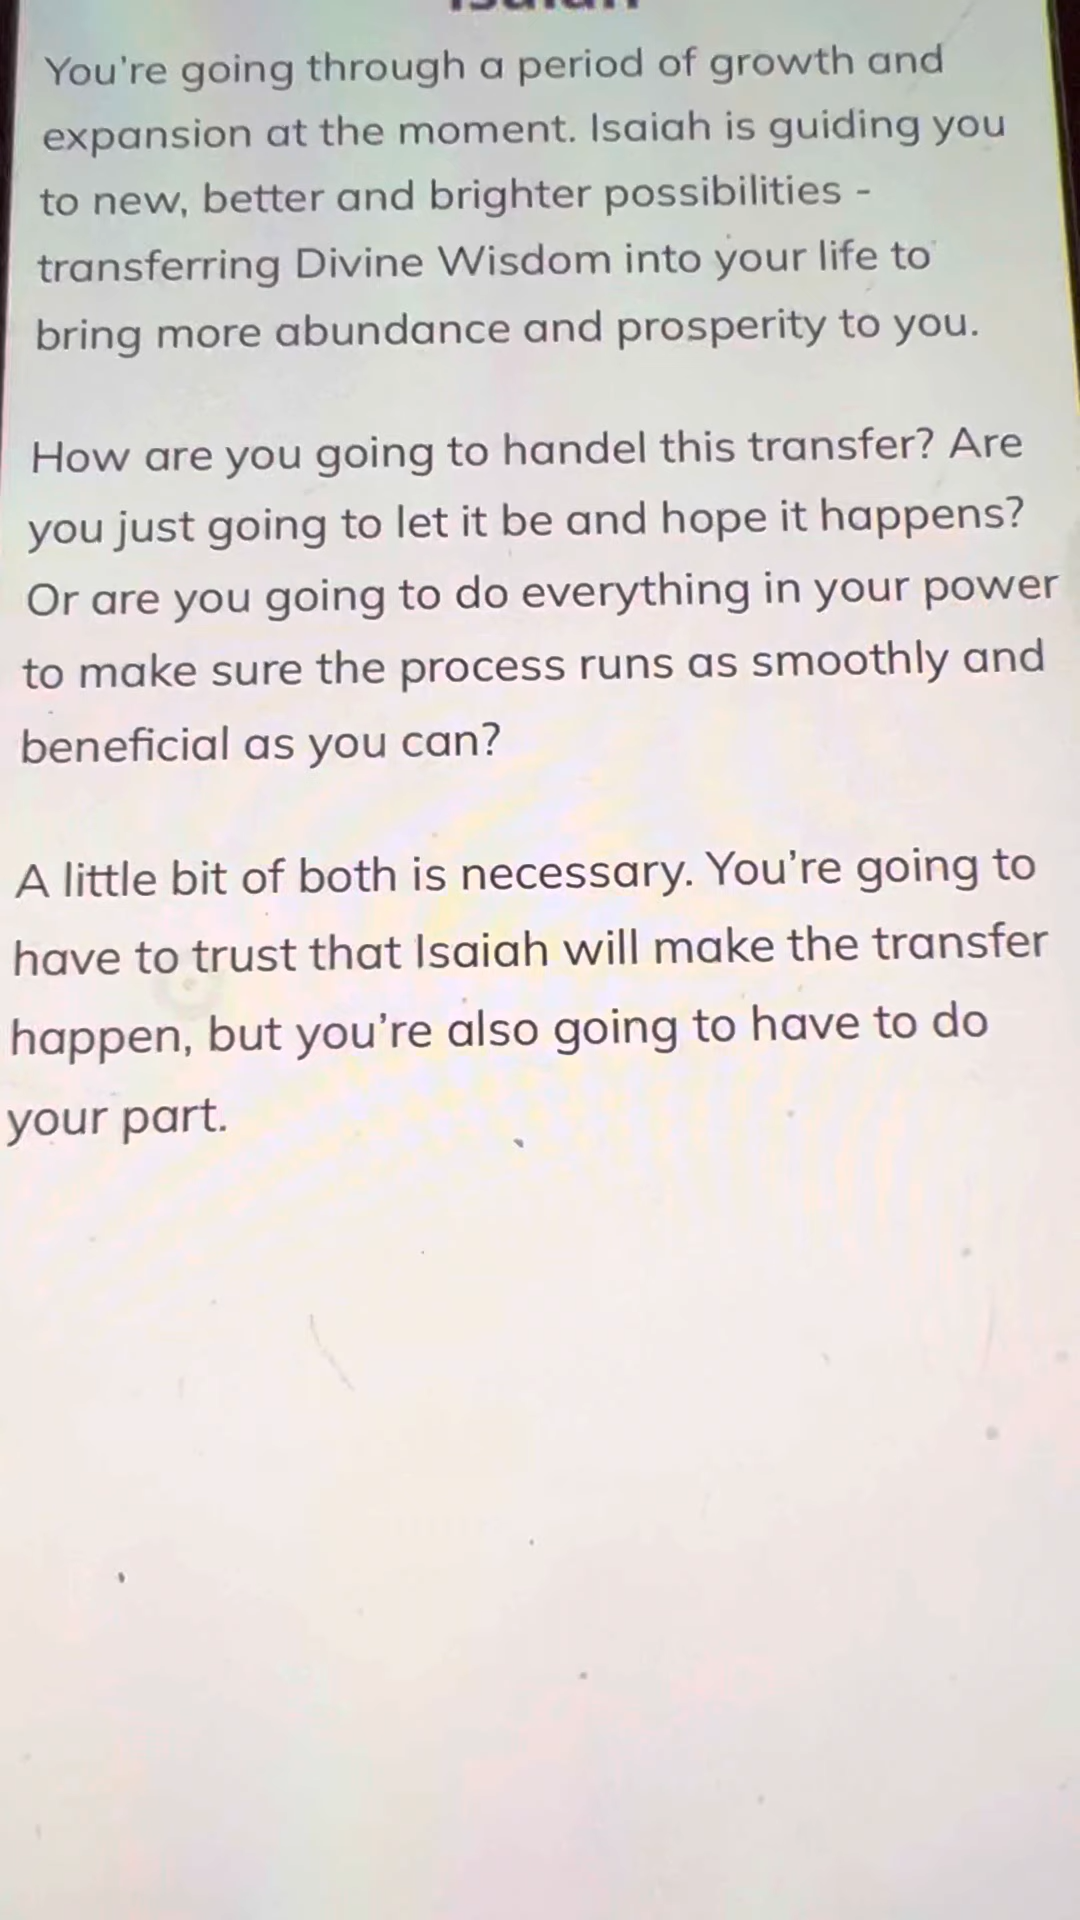 Isaiah
You're going through a period of growth and
expansion at the moment. Isaiah is guiding you
to new, better and brighter possibilities -
transferring Divine Wisdom into your life to
bring more abundance and prosperity to you.
How are you going to handel this transfer? Are
you just going to let it be and hope it happens?
Or are you going to do everything in your power
to make sure the process runs as smoothly and
beneficial as you can?
A little bit of both is necessary. You're going to
have to trust that Isaiah will make the transfer
happen, but you're also going to have to do
your part.